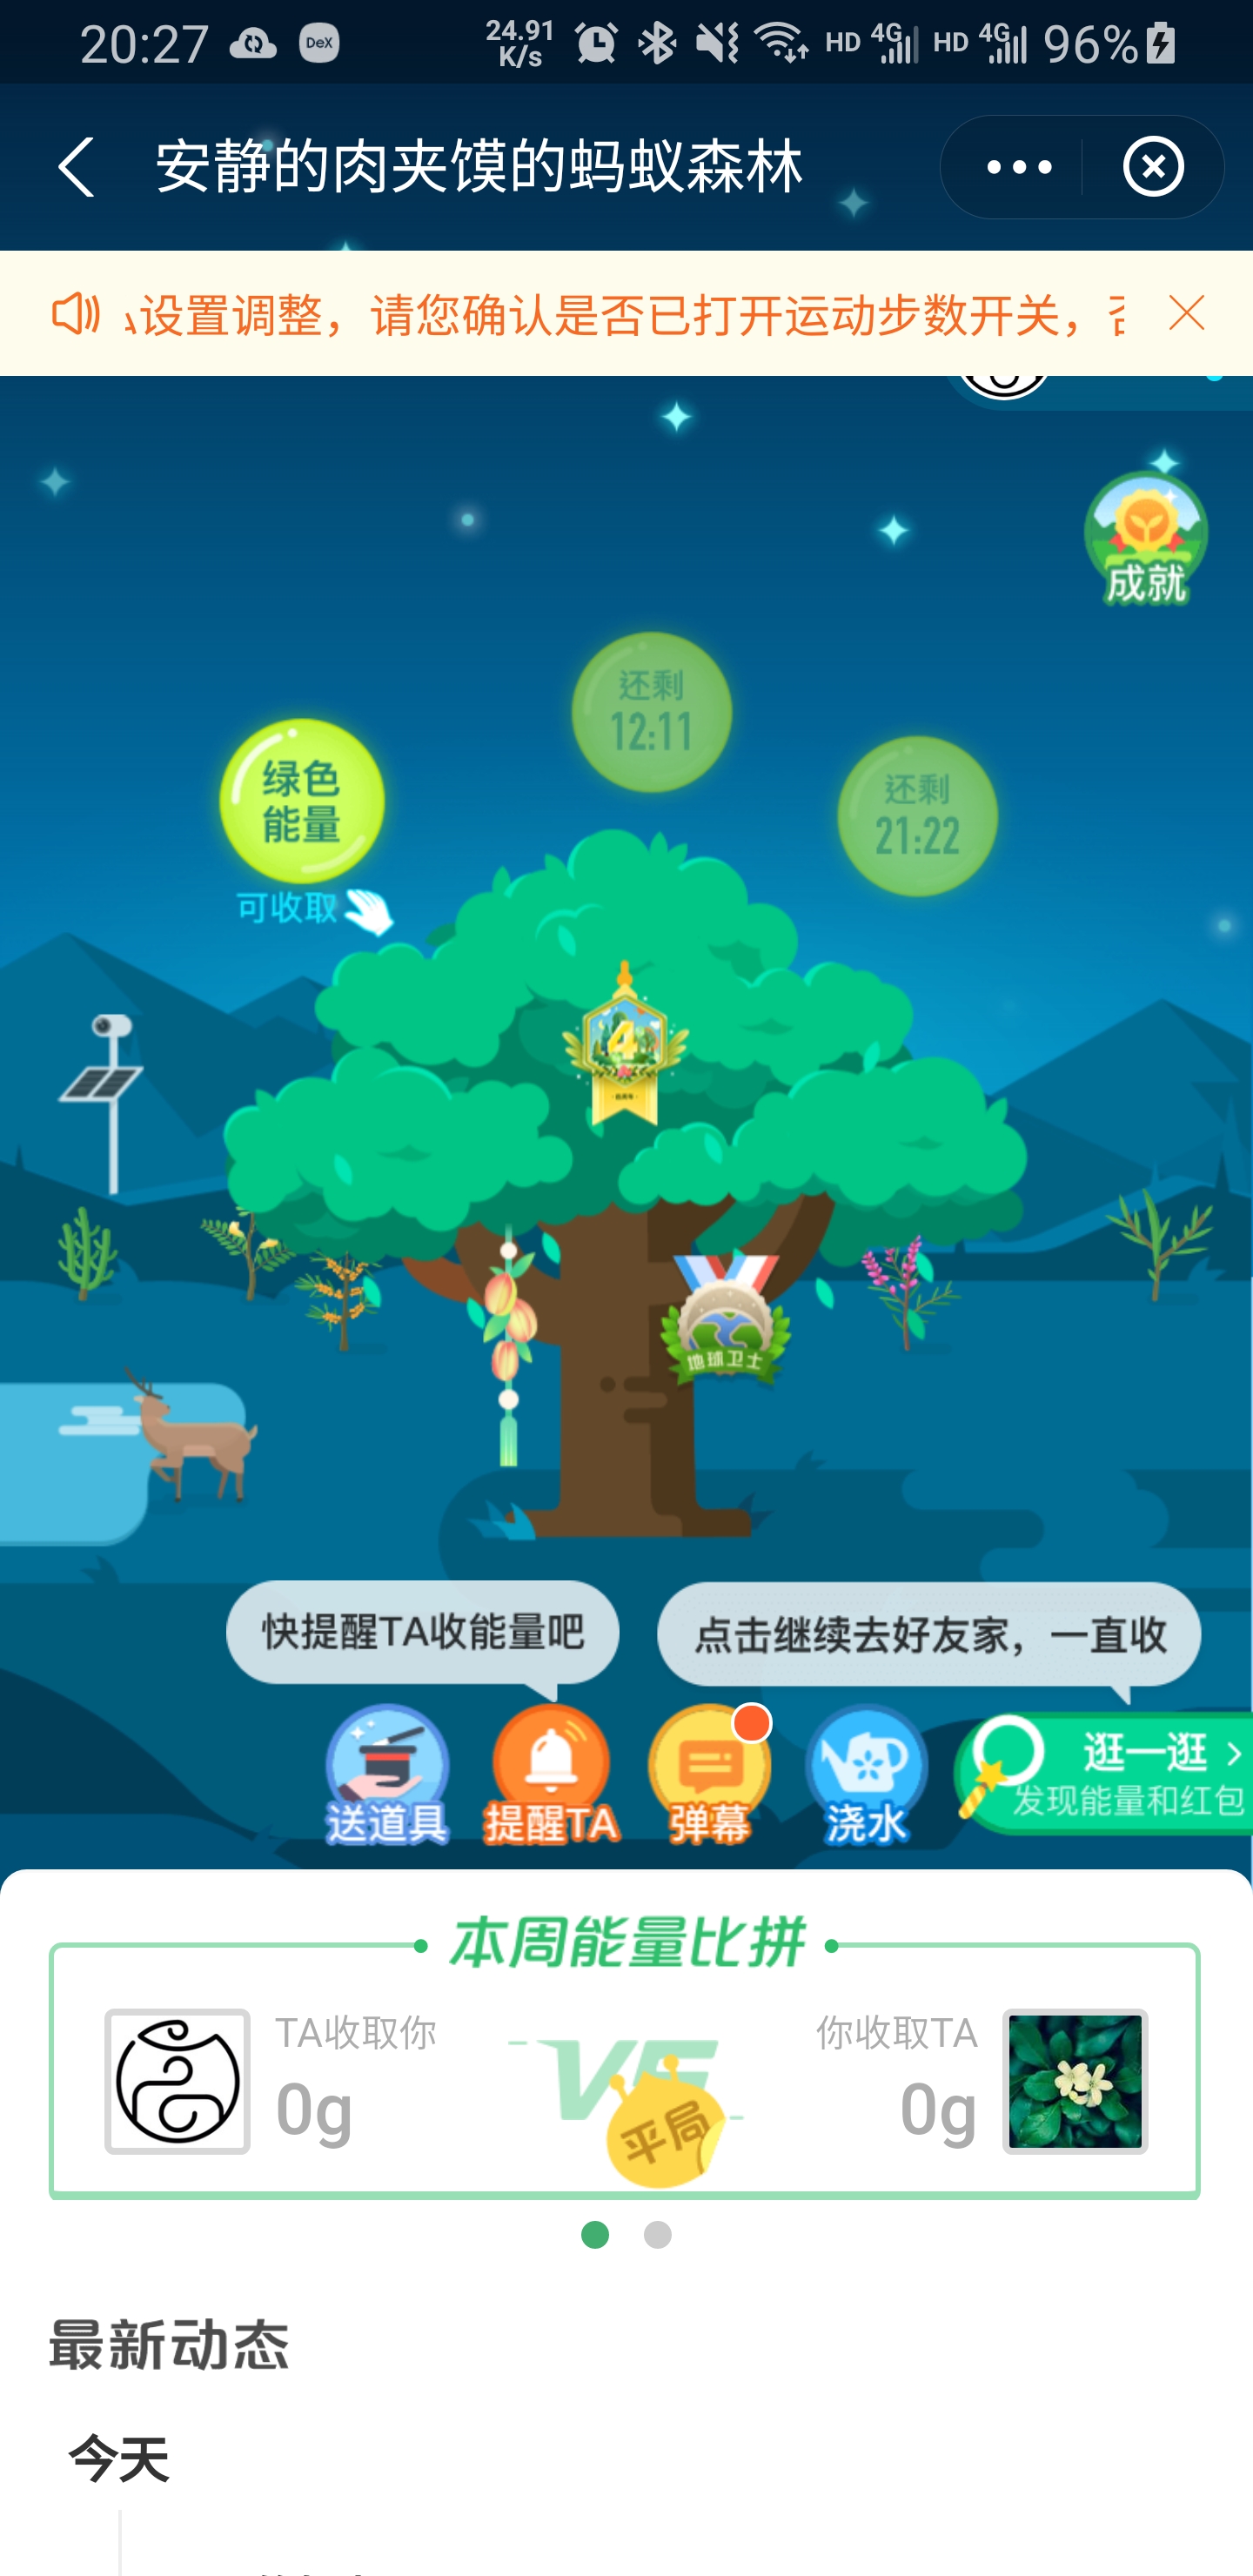 20:27
DeX
24.91
K/s
HD 4G HD 4G 96%
安静的肉夹馍的蚂蚁森林
设置调整，请您确认是否已打开运动步数开关，
成就
还剩
12:11
还剩
21:22
绿色
能量
可收取
4
地球卫士
快提醒TA收能量吧
点击继续去好友家，一直收
送道具
提醒TA
弹幕
浇水
逛一逛
发现能量和红包
本周能量比拼
TA收取你
0g
VS
平局
你收取TA
0g
最新动态
今天